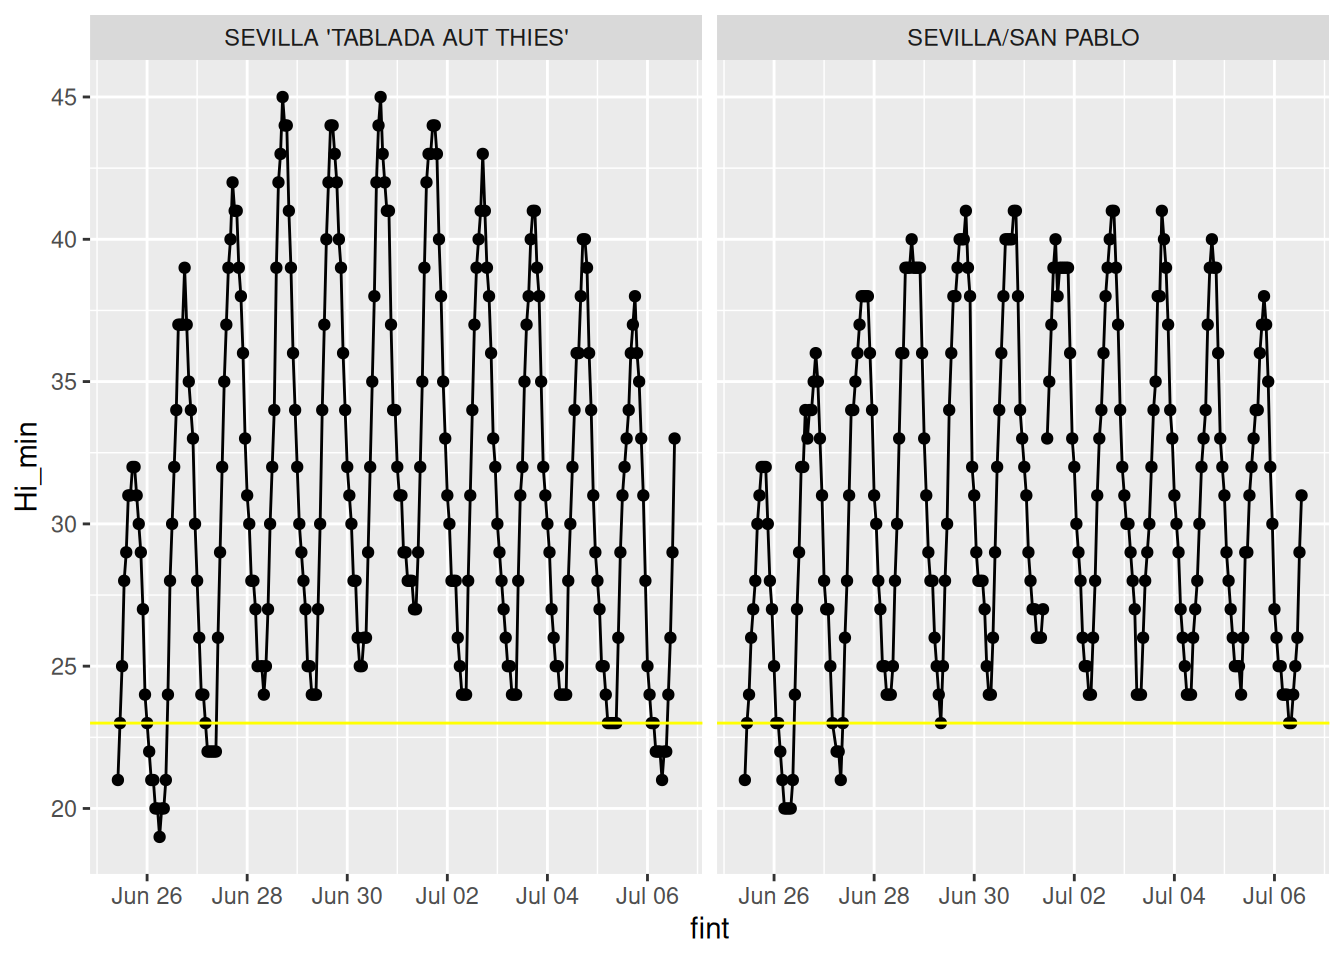 SEVILLA 'TABLADA AUT THIES'
SEVILLA/SAN PABLO
Hi_min
45
40
35
30
25
20
Jun 26 Jun 28 Jun 30 Jul 02 Jul 04 Jul 06
Jun 26 Jun 28 Jun 30 Jul 02 Jul 04 Jul 06
fint